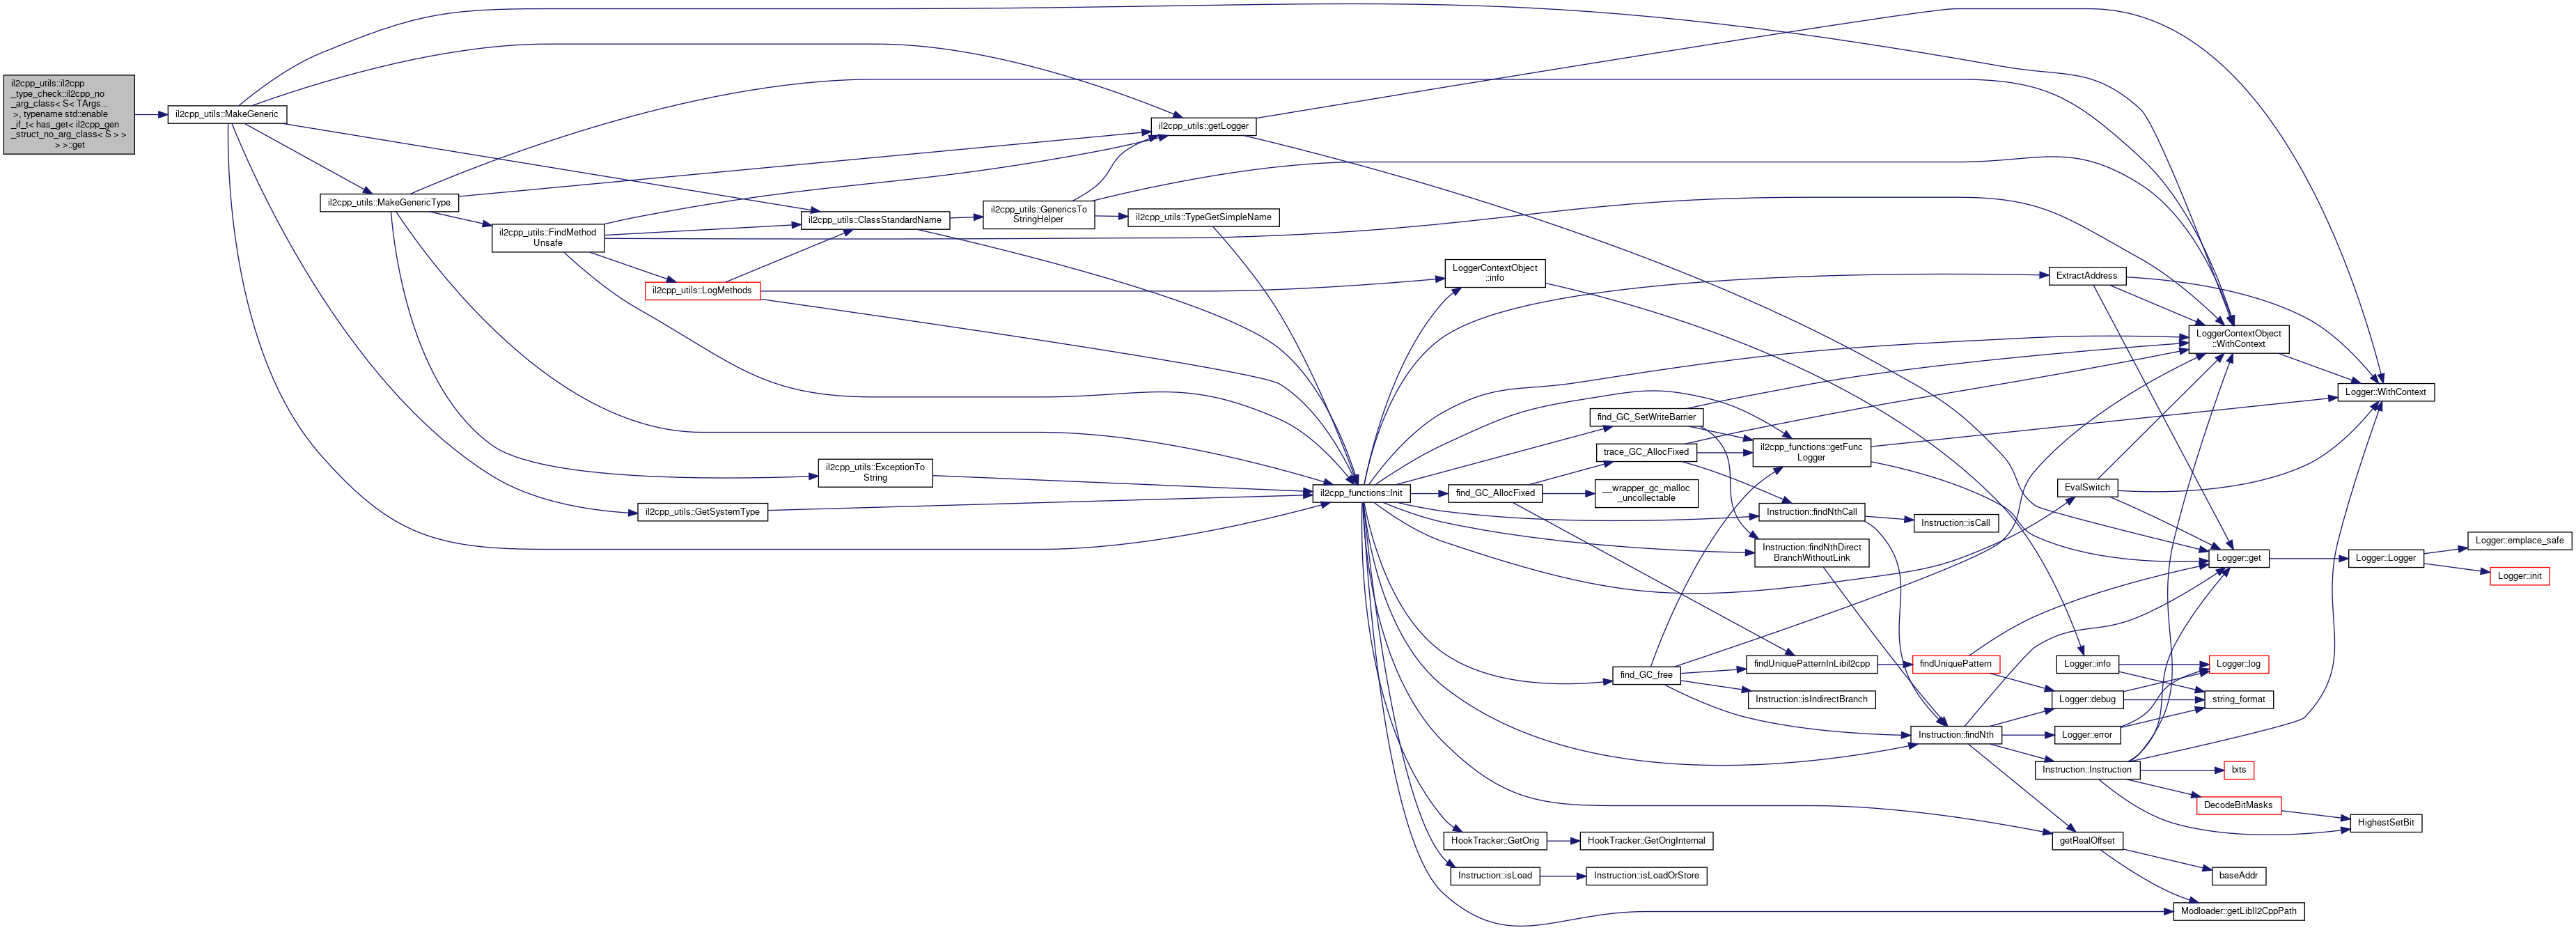 il2cpp_utils::il2cpp
_type_check::il2cpp_no
_arg_class< S< TArgs...
>, typename std::enable
_if_t< has_get< il2cpp_gen
_struct_no_arg_class< S > >
> >::get
il2cpp_utils::MakeGeneric
il2cpp_utils::MakeGenericType
il2cpp_utils::FindMethod
Unsafe
il2cpp_utils::LogMethods
il2cpp_utils::ClassStandardName
il2cpp_utils::GenericsTo
StringHelper
il2cpp_utils::getLogger
il2cpp_utils::TypeGetSimpleName
il2cpp_utils::ExceptionTo
String
il2cpp_utils::GetSystemType
il2cpp_functions::Init
LoggerContextObject
::info
find_GC_AllocFixed
find_GC_SetWriteBarrier
trace_GC_AllocFixed
__wrapper_gc_malloc
_uncollectable
il2cpp_functions::getFunc
Logger
Instruction::findNthCall
Instruction::isCall
Instruction::findNthDirect
BranchWithoutLink
find_GC_free
findUniquePatternInLibil2cpp
Instruction::isIndirectBranch
findUniquePattern
Instruction::findNth
HookTracker::GetOrig
HookTracker::GetOrigInternal
Instruction::isLoad
Instruction::isLoadOrStore
ExtractAddress
LoggerContextObject
::WithContext
Logger::WithContext
EvalSwitch
Logger::get
Logger::Logger
Logger::emplace_safe
Logger::init
Logger::info
Logger::log
Logger::debug
string_format
Logger::error
Instruction::Instruction
bits
DecodeBitMasks
HighestSetBit
getRealOffset
baseAddr
Modloader::getLibIl2CppPath